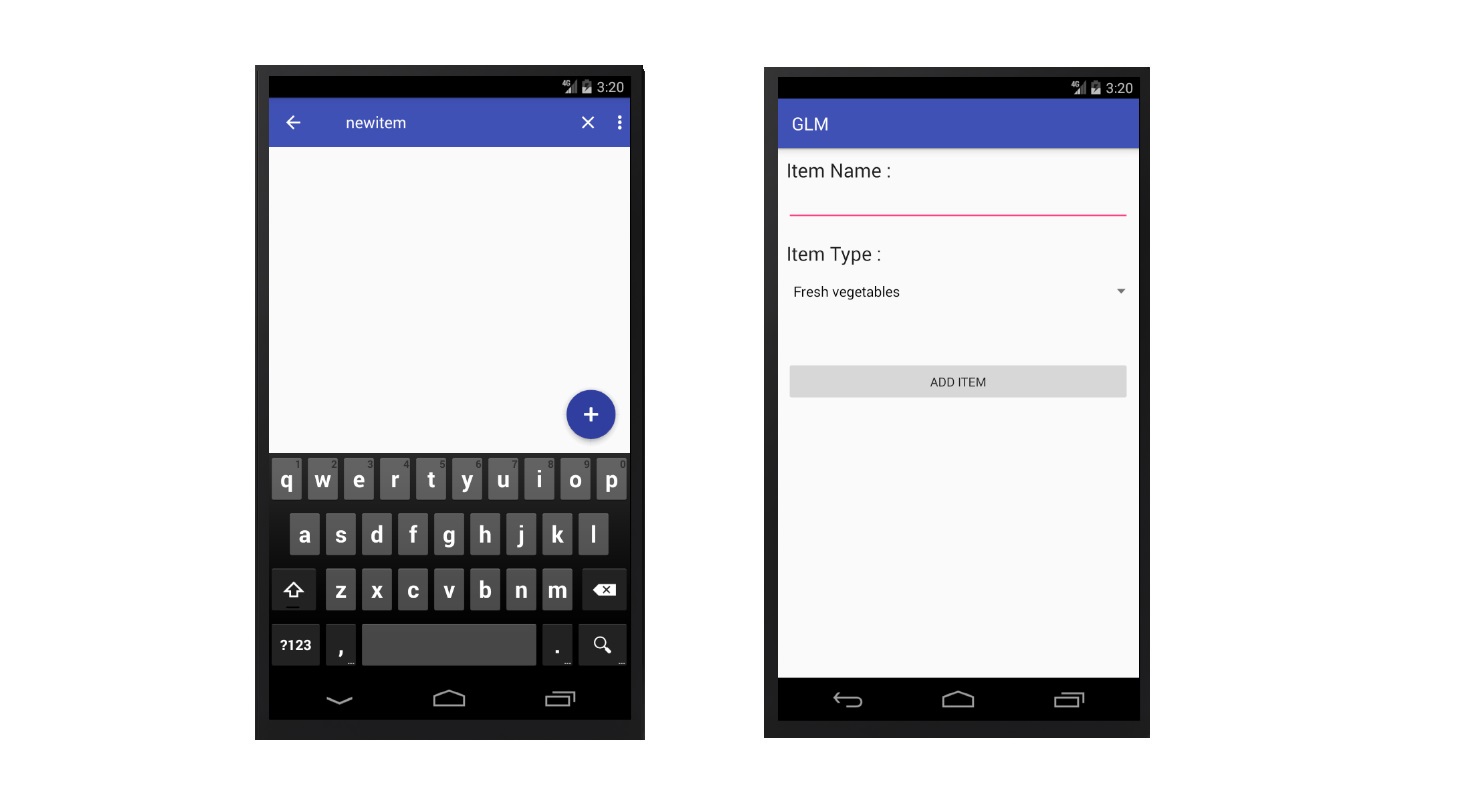 4G 3:20
newitem
+
1 2 3 4 5 6 7 8 9 0
q w e r t y u i o p
a s d f g h j k l
z x c v b n m
?123 , .
4G 3:20
GLM
Item Name :
Item Type :
Fresh vegetables
ADD ITEM